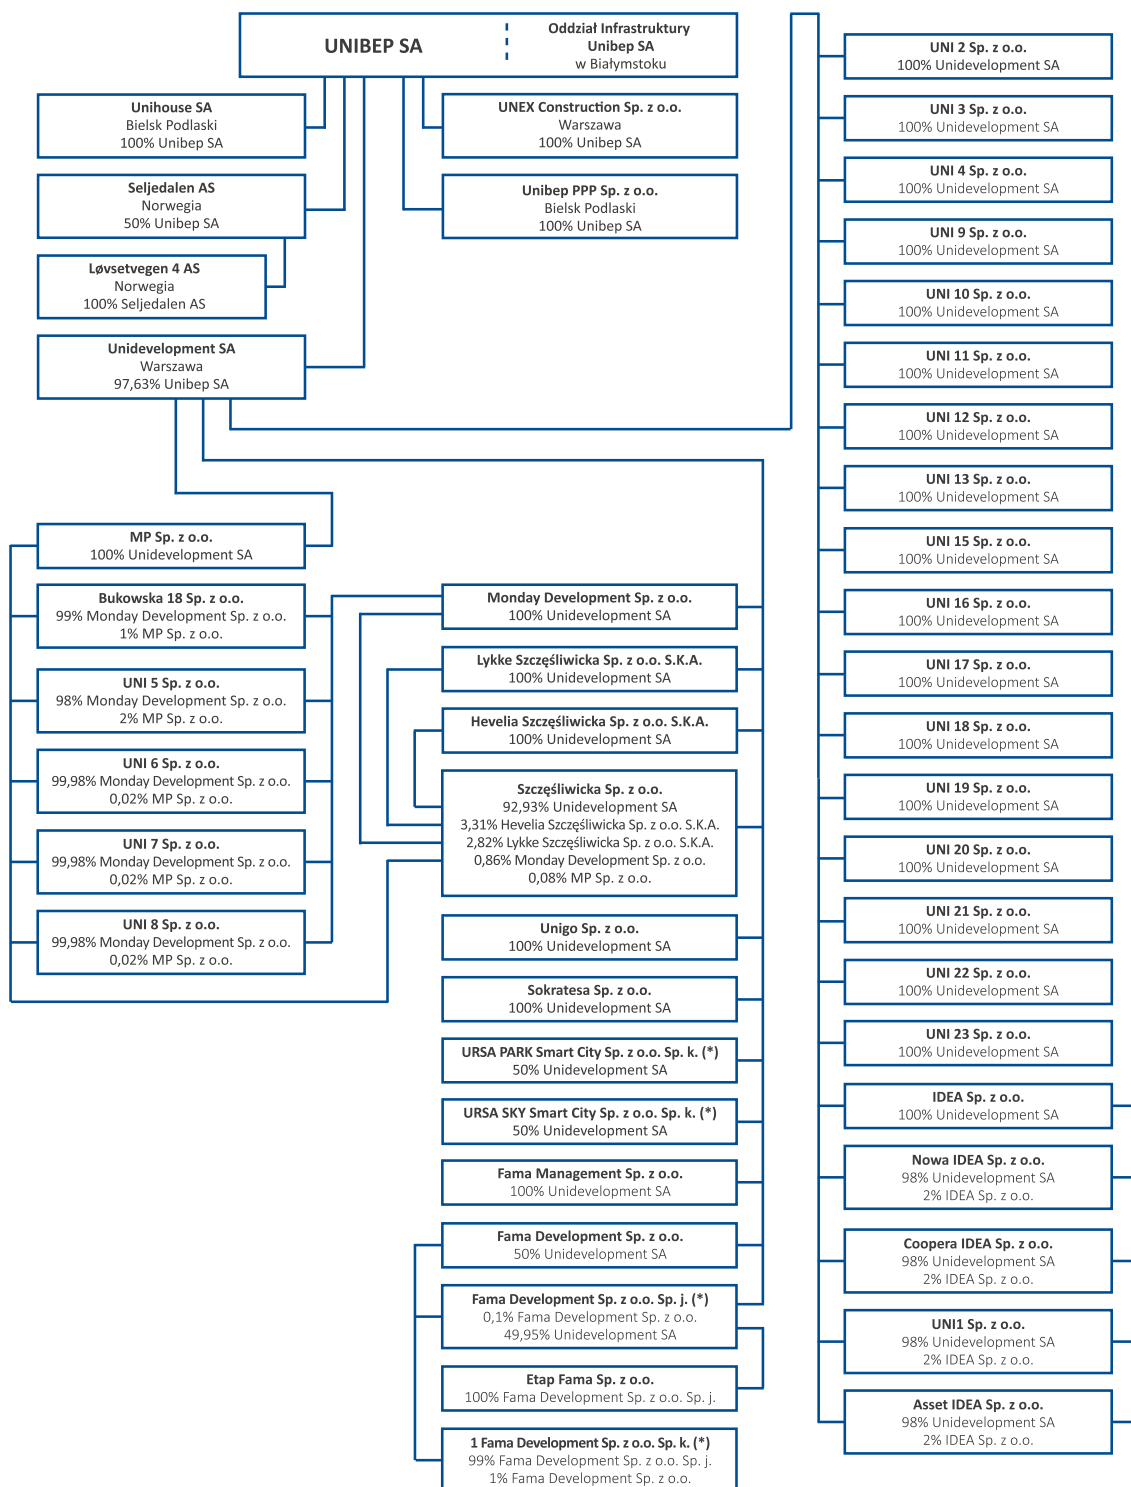 UNIBEP SA
Oddział Infrastruktury
Unibep SA
w Białymstoku
Unihouse SA
Bielsk Podlaski
100% Unibep SA
Seljedalen AS
Norwegia
50% Unibep SA
Løvsetvegen 4 AS
Norwegia
100% Seljedalen AS
Unidevelopment SA
Warszawa
97,63% Unibep SA
UNEX Construction Sp. z o.o.
Warszawa
100% Unibep SA
Unibep PPP Sp. z o.o.
Bielsk Podlaski
100% Unibep SA
MP Sp. z o.o.
100% Unidevelopment SA
Bukowska 18 Sp. z o.o.
99% Monday Development Sp. z o.o.
1% MP Sp. z o.o.
UNI 5 Sp. z o.o.
98% Monday Development Sp. z o.o.
2% MP Sp. z o.o.
UNI 6 Sp. z o.o.
99,98% Monday Development Sp. z o.o.
0,02% MP Sp. z o.o.
UNI 7 Sp. z o.o.
99,98% Monday Development Sp. z o.o.
0,02% MP Sp. z o.o.
UNI 8 Sp. z o.o.
99,98% Monday Development Sp. z o.o.
0,02% MP Sp. z o.o.
Monday Development Sp. z o.o.
100% Unidevelopment SA
Lykke Szczęśliwicka Sp. z o.o. S.K.A.
100% Unidevelopment SA
Hevelia Szczęśliwicka Sp. z o.o. S.K.A.
100% Unidevelopment SA
Szczęśliwicka Sp. z o.o.
92,93% Unidevelopment SA
3,31% Hevelia Szczęśliwicka Sp. z o.o. S.K.A.
2,82% Lykke Szczęśliwicka Sp. z o.o. S.K.A.
0,86% Monday Development Sp. z o.o.
0,08% MP Sp. z o.o.
Unigo Sp. z o.o.
100% Unidevelopment SA
Sokratesa Sp. z o.o.
100% Unidevelopment SA
URSA PARK Smart City Sp. z o.o. Sp. k. (*)
50% Unidevelopment SA
URSA SKY Smart City Sp. z o.o. Sp. k. (*)
50% Unidevelopment SA
Fama Management Sp. z o.o.
100% Unidevelopment SA
Fama Development Sp. z o.o.
50% Unidevelopment SA
Fama Development Sp. z o.o. Sp. j. (*)
0,1% Fama Development Sp. z o.o.
49,95% Unidevelopment SA
Etap Fama Sp. z o.o.
100% Fama Development Sp. z o.o. Sp. j.
1 Fama Development Sp. z o.o. Sp. k. (*)
99% Fama Development Sp. z o.o. Sp. j.
1% Fama Development Sp. z o.o.
UNI 2 Sp. z o.o.
100% Unidevelopment SA
UNI 3 Sp. z o.o.
100% Unidevelopment SA
UNI 4 Sp. z o.o.
100% Unidevelopment SA
UNI 9 Sp. z o.o.
100% Unidevelopment SA
UNI 10 Sp. z o.o.
100% Unidevelopment SA
UNI 11 Sp. z o.o.
100% Unidevelopment SA
UNI 12 Sp. z o.o.
100% Unidevelopment SA
UNI 13 Sp. z o.o.
100% Unidevelopment SA
UNI 15 Sp. z o.o.
100% Unidevelopment SA
UNI 16 Sp. z o.o.
100% Unidevelopment SA
UNI 17 Sp. z o.o.
100% Unidevelopment SA
UNI 18 Sp. z o.o.
100% Unidevelopment SA
UNI 19 Sp. z o.o.
100% Unidevelopment SA
UNI 20 Sp. z o.o.
100% Unidevelopment SA
UNI 21 Sp. z o.o.
100% Unidevelopment SA
UNI 22 Sp. z o.o.
100% Unidevelopment SA
UNI 23 Sp. z o.o.
100% Unidevelopment SA
IDEA Sp. z o.o.
100% Unidevelopment SA
Nowa IDEA Sp. z o.o.
98% Unidevelopment SA
2% IDEA Sp. z o.o.
Coopera IDEA Sp. z o.o.
98% Unidevelopment SA
2% IDEA Sp. z o.o.
UNI1 Sp. z o.o.
98% Unidevelopment SA
2% IDEA Sp. z o.o.
Asset IDEA Sp. z o.o.
98% Unidevelopment SA
2% IDEA Sp. z o.o.